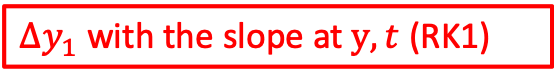 Δy₁ with the slope at y, t (RK1)